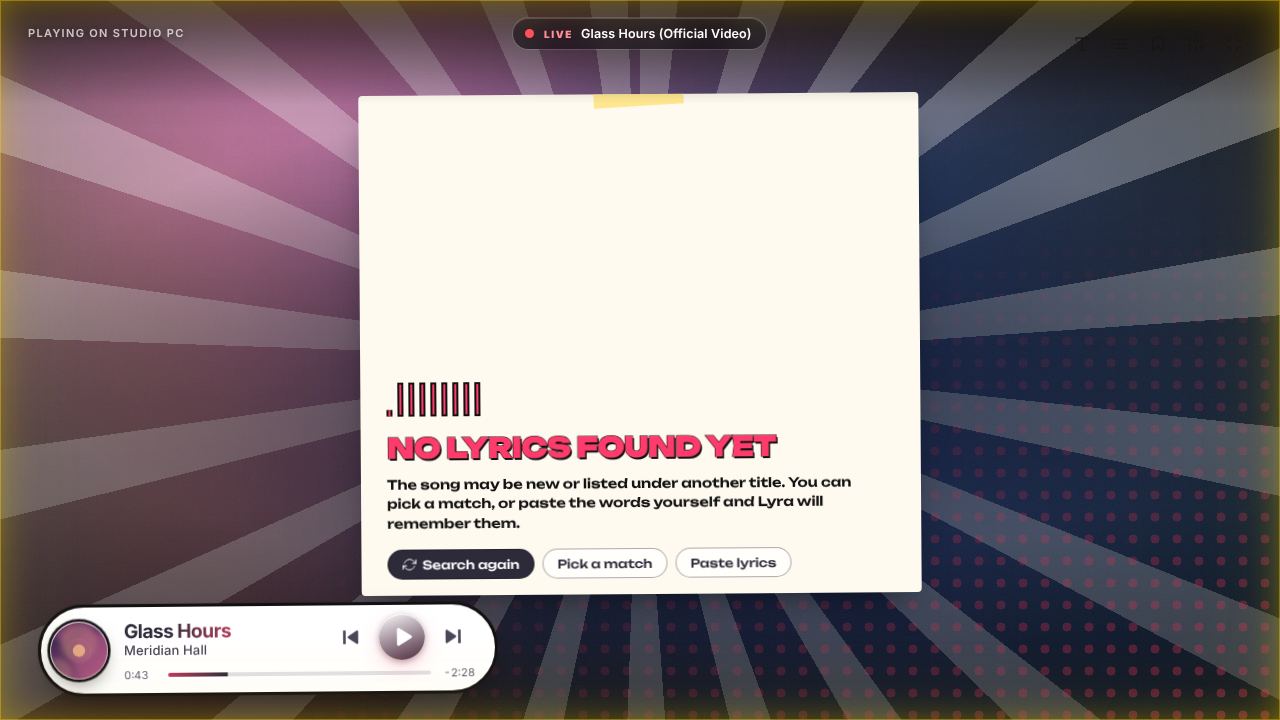 PLAYING ON STUDIO PC
LIVE Glass Hours (Official Video)
NO LYRICS FOUND YET
The song may be new or listed under another title. You can
pick a match, or paste the words yourself and Lyra will
remember them.
Search again
Pick a match
Paste lyrics
Glass Hours
Meridian Hall
0:43
-2:28